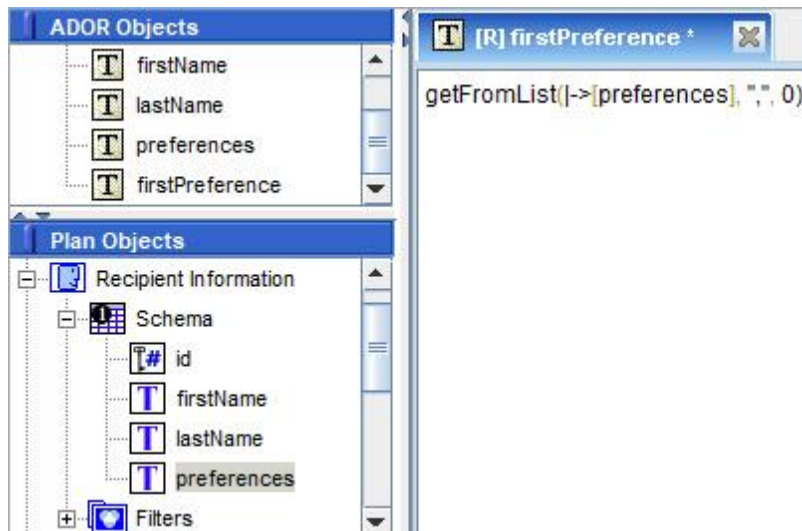 ADOR Objects
firstName
lastName
preferences
firstPreference
Plan Objects
Recipient Information
Schema
id
firstName
lastName
preferences
Filters
[R] firstPreference *
getFromList(|->[preferences], ",", 0)